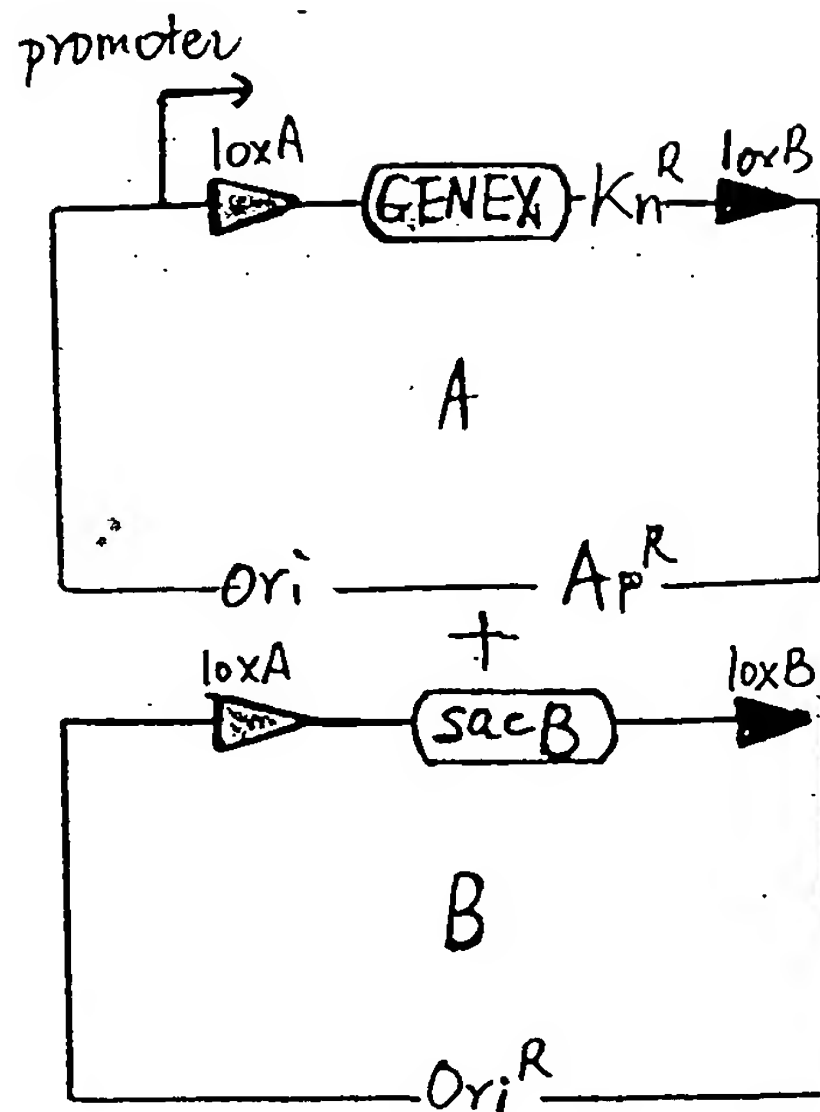 promoter
loxA GENEX Kn^R loxB
A
Ori Ap^R
+
loxA loxB
sacB
B
Ori^R